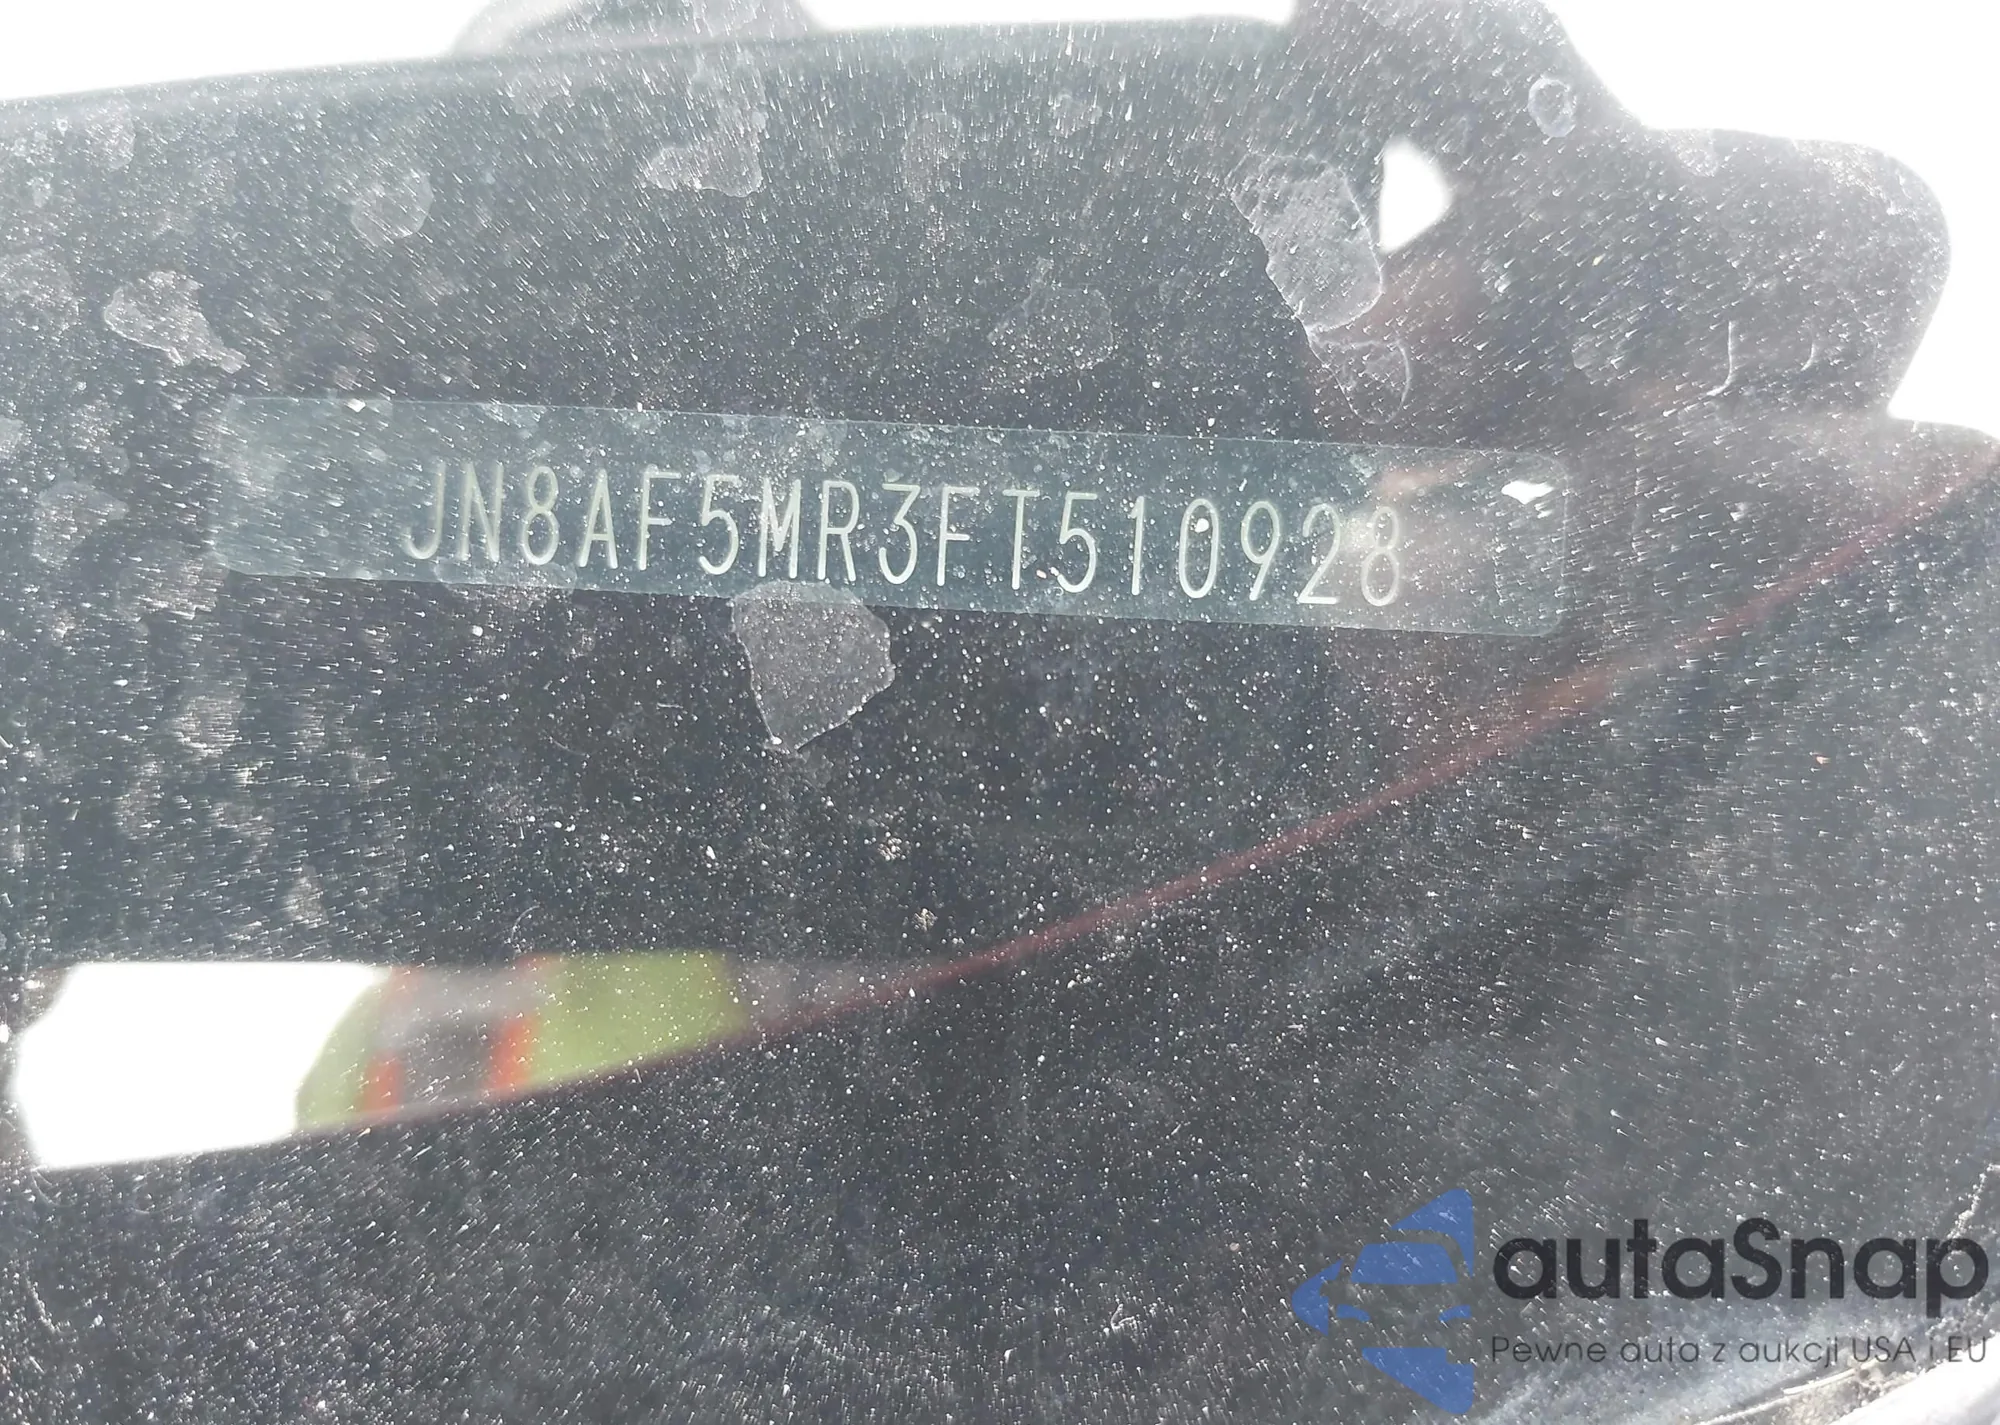 JN8AF5MR3FT510928
autaSnap
Pewne auta z aukcji USA i EU